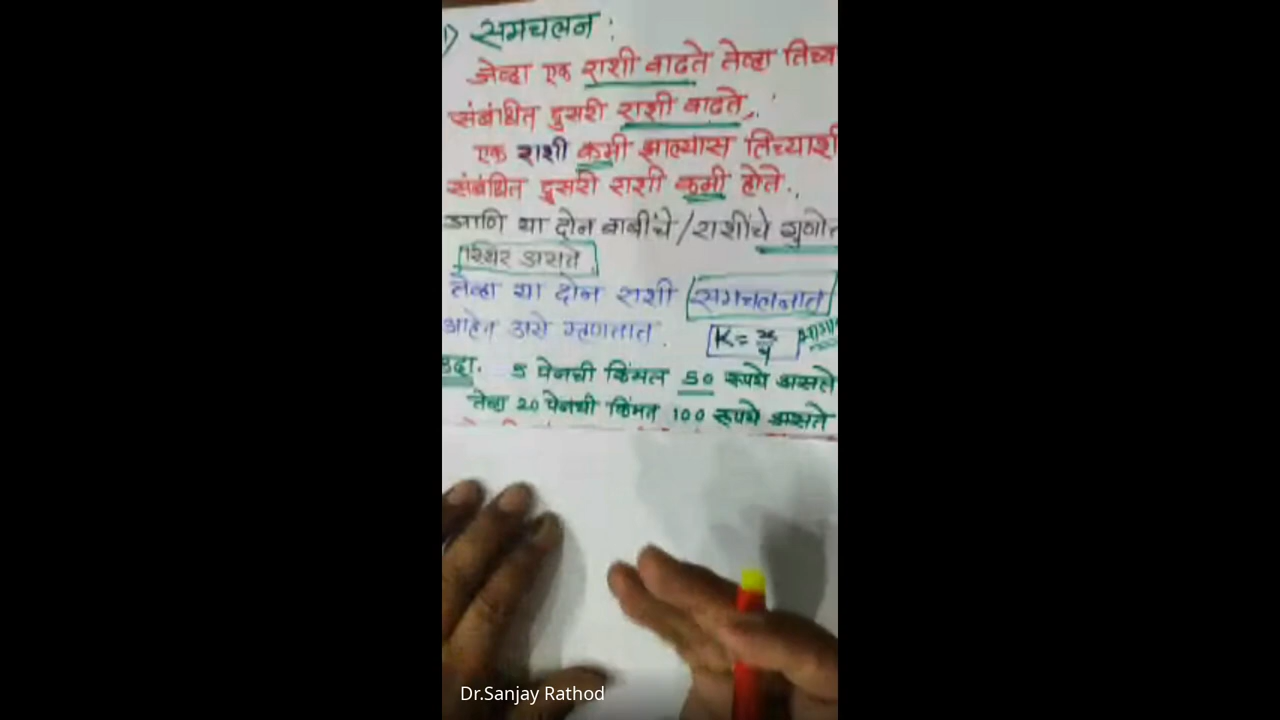 1) समचलन :
जेव्हा एक राशी वाढते तेव्हा तिच्य
संबंधित दुसरी राशी वाढते.
एक राशी कमी झाल्यास तिच्याशी
संबंधित दुसरी राशी कमी होते.
आणि या दोन बाबींचे/राशींचे गुणोत
स्थिर असते.
तेव्हा या दोन राशी समचलनात
आहेत असे म्हणतात. K = x/y
उदा. 5 पेनची किंमत 50 रूपये असते
तेव्हा 20 पेनची किंमत 100 रूपये असते
Dr.Sanjay Rathod